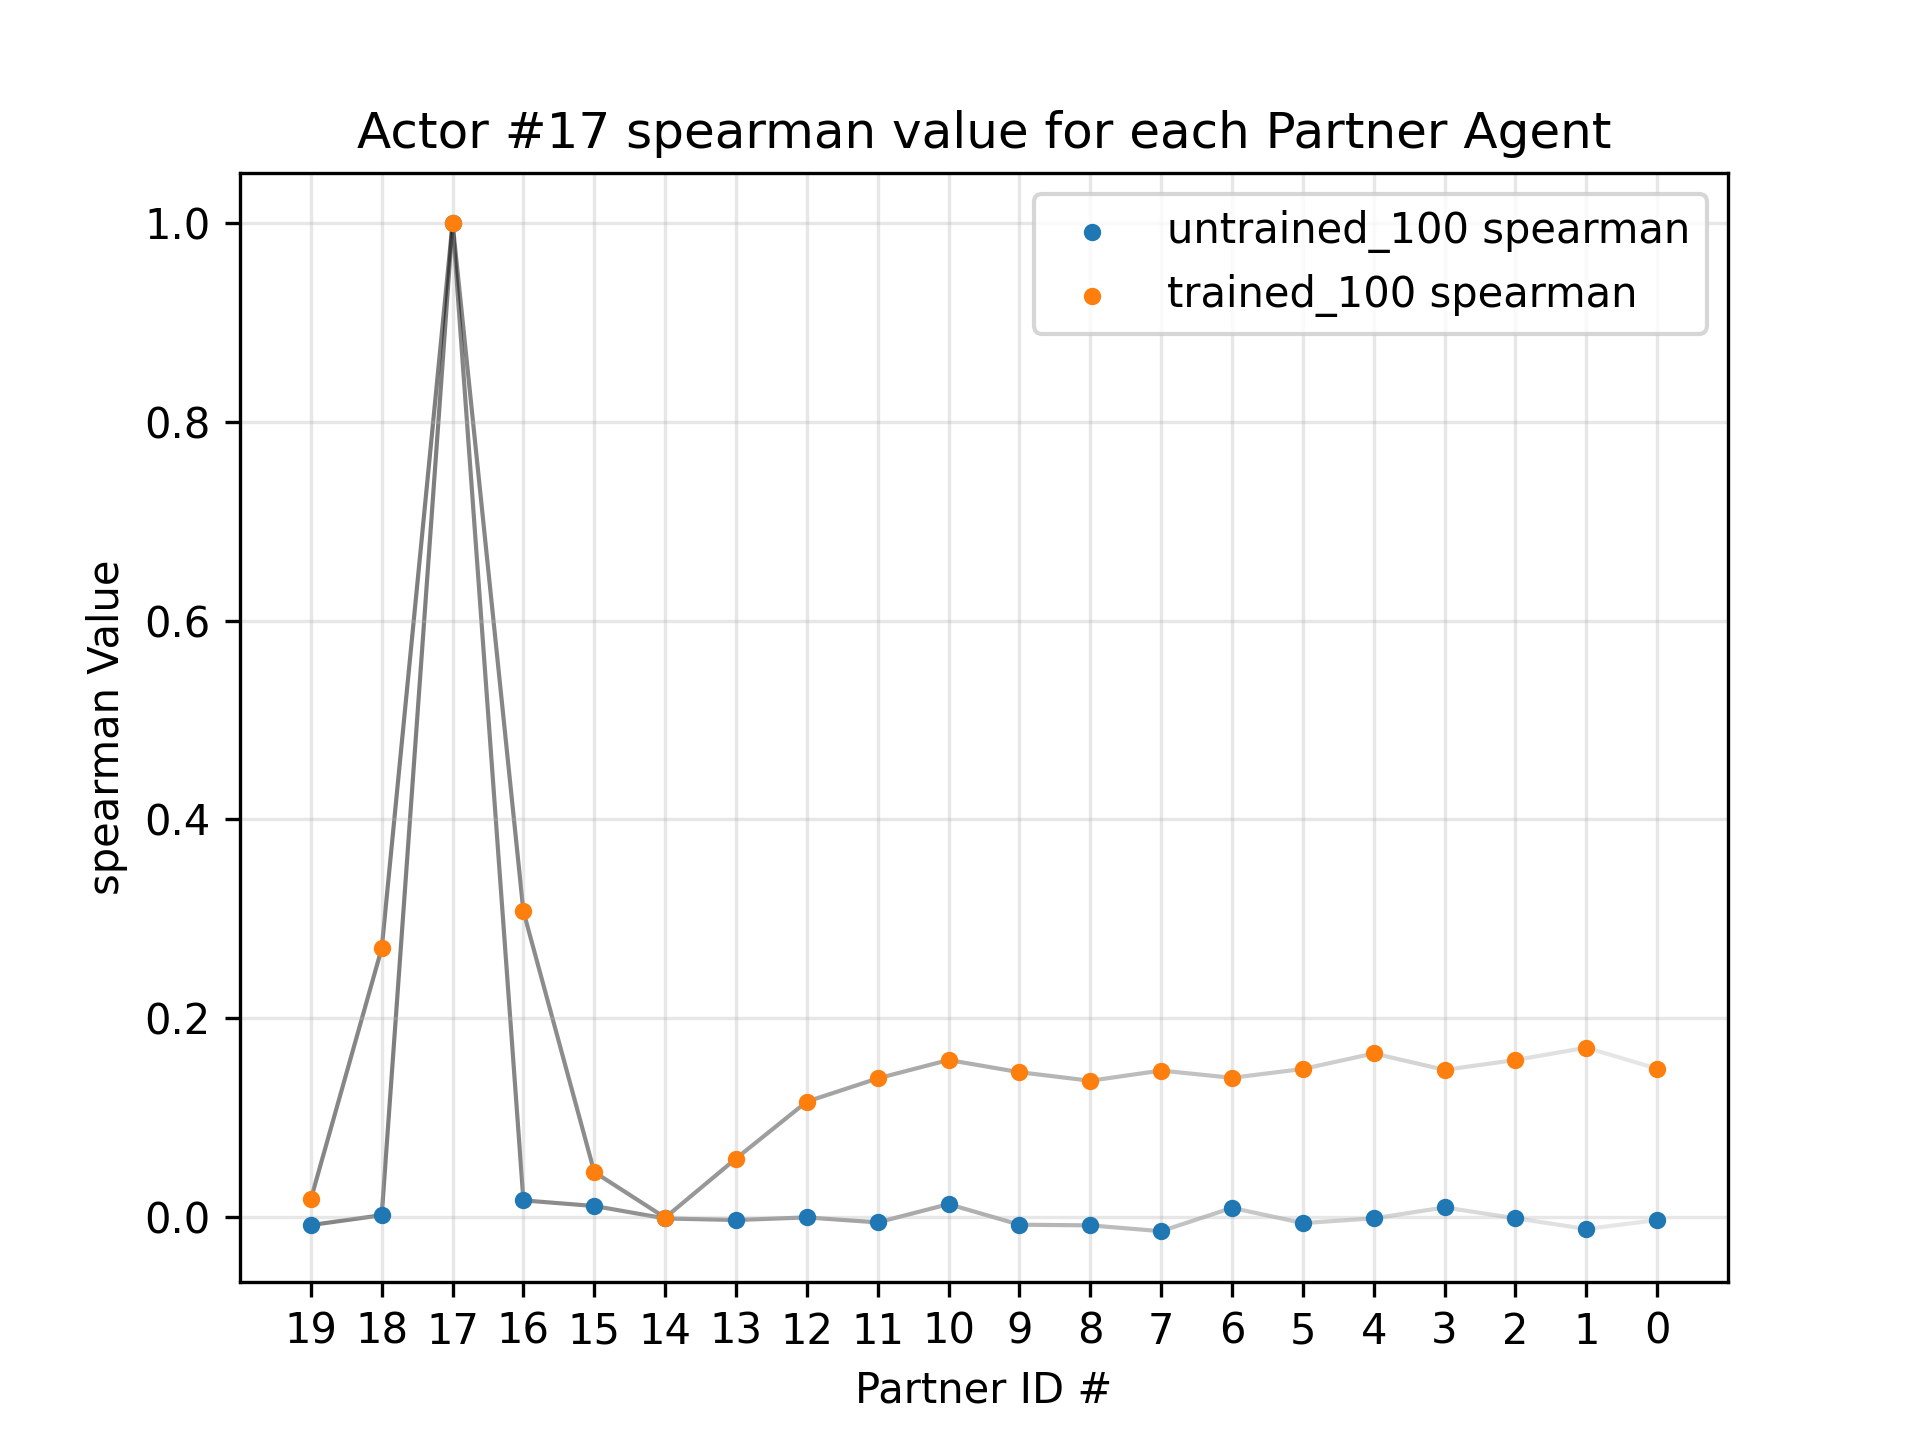 Actor #17 spearman value for each Partner Agent
untrained_100 spearman
trained_100 spearman
1.0
0.8
0.6
0.4
0.2
0.0
spearman Value
19 18 17 16 15 14 13 12 11 10 9 8 7 6 5 4 3 2 1 0
Partner ID #